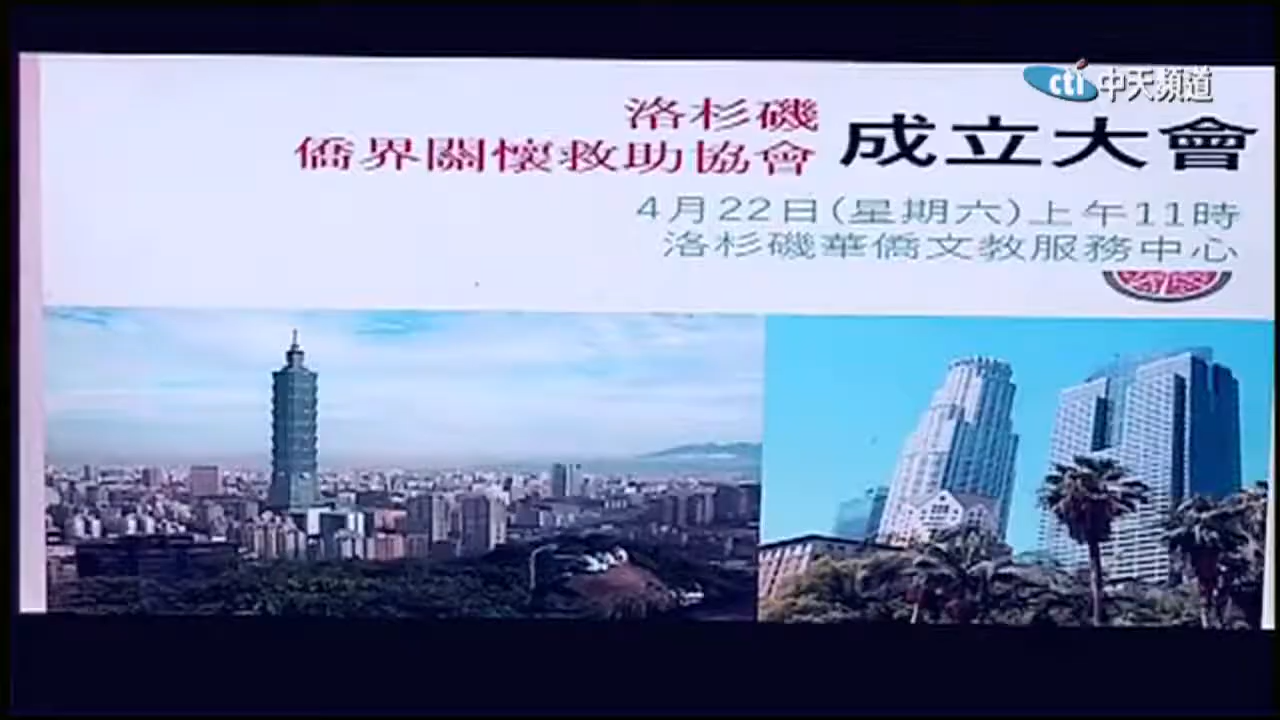 cti 中天頻道
洛杉磯
僑界關懷救助協會 成立大會
4月22日(星期六)上午11時
洛杉磯華僑文教服務中心